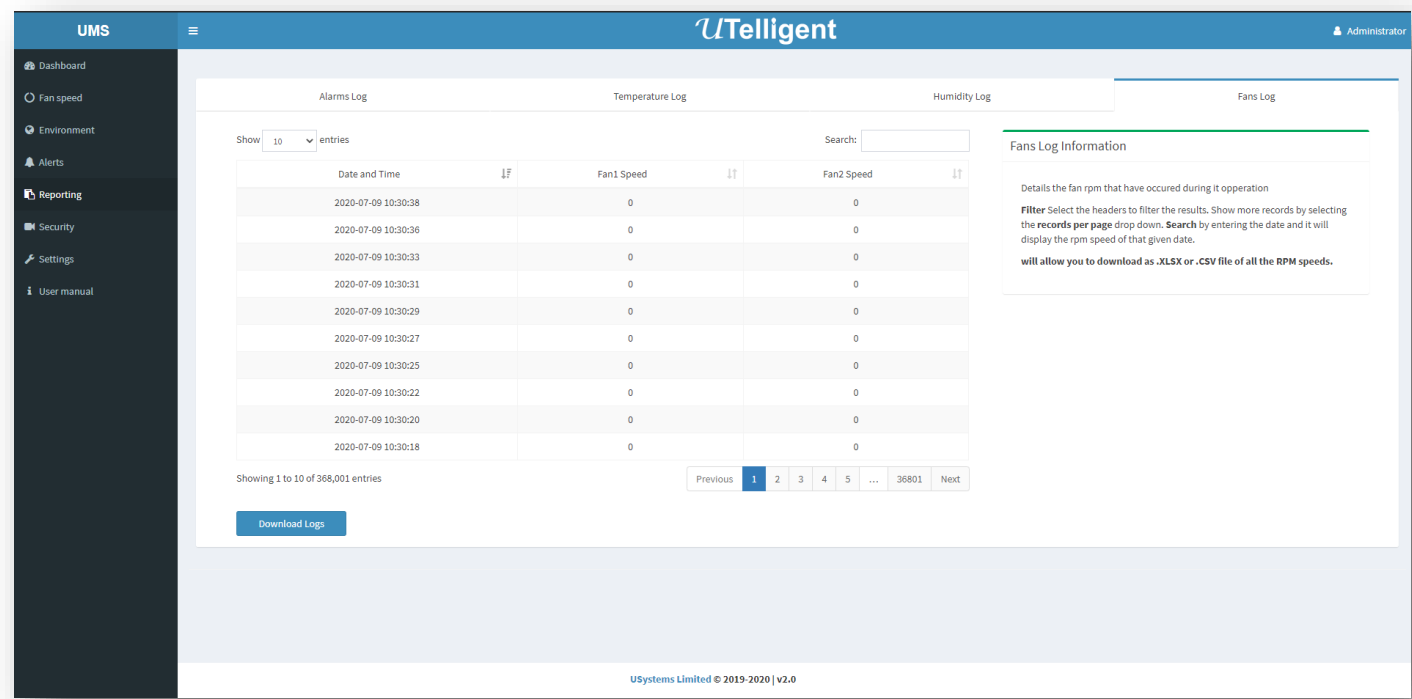 UMS
UTelligent
Administrator
Dashboard
Fan speed
Environment
Alerts
Reporting
Security
Settings
User manual
Alarms Log Temperature Log Humidity Log Fans Log
Show 10 entries Search:
Date and Time Fan1 Speed Fan2 Speed
2020-07-09 10:30:38 0 0
2020-07-09 10:30:36 0 0
2020-07-09 10:30:33 0 0
2020-07-09 10:30:31 0 0
2020-07-09 10:30:29 0 0
2020-07-09 10:30:27 0 0
2020-07-09 10:30:25 0 0
2020-07-09 10:30:22 0 0
2020-07-09 10:30:20 0 0
2020-07-09 10:30:18 0 0
Showing 1 to 10 of 368,001 entries
Previous 1 2 3 4 5 ... 36801 Next
Download Logs
Fans Log Information
Details the fan rpm that have occured during it opperation
Filter Select the headers to filter the results. Show more records by selecting
the records per page drop down. Search by entering the date and it will
display the rpm speed of that given date.
will allow you to download as .XLSX or .CSV file of all the RPM speeds.
USystems Limited © 2019-2020 | v2.0